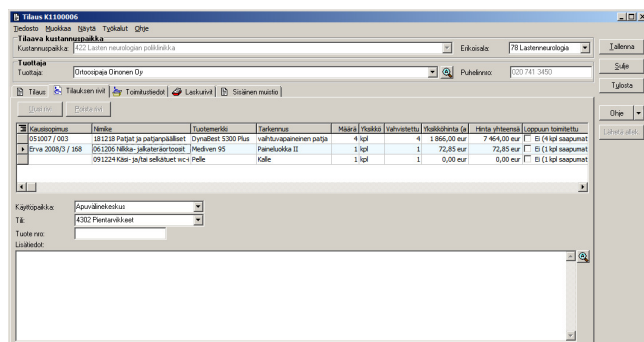 Tilaus K1100006
Tiedosto Muokkaa Näytä Työkalut Ohje
Tilaava kustannuspaikka
Kustannuspaikka: 422 Lasten neurologian poliklinikka Erikoisala: 78 Lastenneurologia Tallenna
Tuottaja Sulje
Tuottaja: Ortoosipaja Oinonen Oy Puhelinnro: 020 741 3450
Tulosta
Tilaus Tilauksen rivit Toimitustiedot Laskurivit Sisäinen muistio
Uusi rivi Poista rivi Ohje
Lähetä allek.
Kausisopimus Nimike Tuotemerkki Tarkennus Määrä Yksikkö Vahvistettu Yksikköhinta (a Hinta yhteensä Loppuun toimitettu
051007 / 003 181218 Patjat ja patjanpäälliset DynaBest S300 Plus vaihtuvapaineinen patja 4 kpl 4 1 866,00 eur 7 464,00 eur Ei (4 kpl saapumat
Erva 2008/3 / 168 061206 Nilkka- jalkateräortoosit Mediven 95 Paineluokka II 1 kpl 1 72,85 eur 72,85 eur Ei (1 kpl saapumat
091224 Käsi- ja/tai selkätuet wc-i Pelle Kalle 1 kpl 1 0,00 eur 0,00 eur Ei (1 kpl saapumat
Käyttöpaikka: Apuvälinekeskus
Tili: 4302 Pientarvikkeet
Tuote nro:
Lisätiedot: